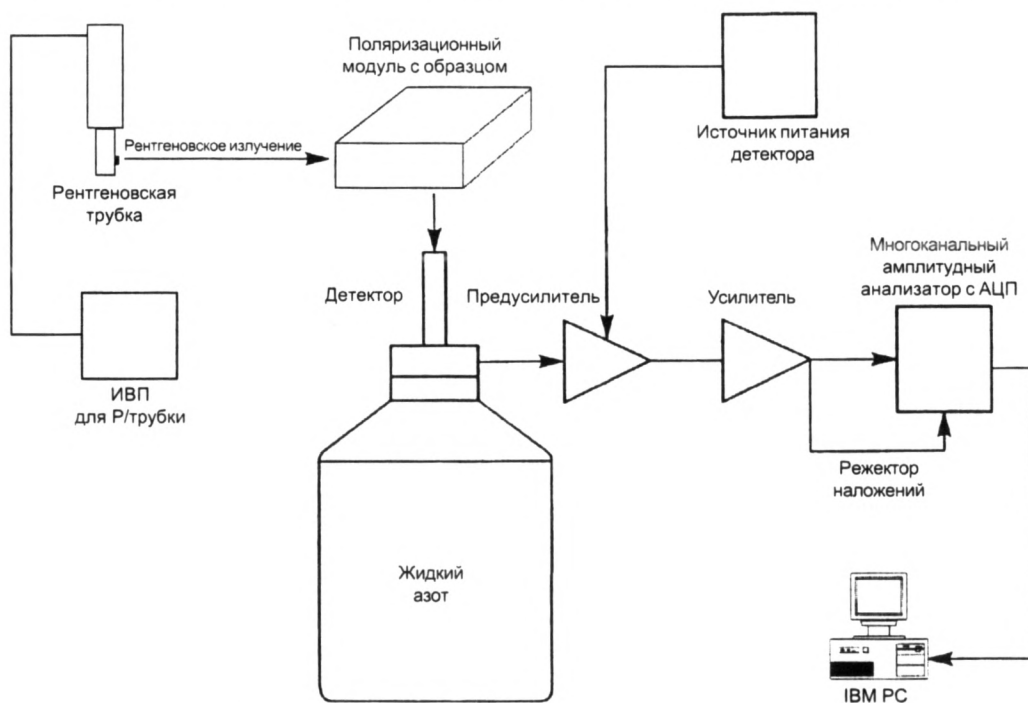 Поляризационный
модуль с образцом
Рентгеновское излучение
Рентгеновская
трубка
Источник питания
детектора
Детектор
Предусилитель
Усилитель
Многоканальный
амплитудный
анализатор с АЦП
ИВП
для Р/трубки
Режектор
наложений
Жидкий
азот
IBM PC